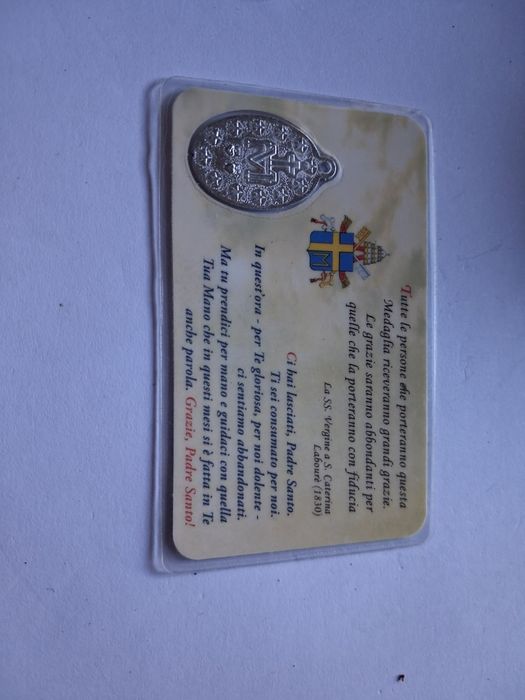 Tutte le persone che porteranno questa
Medaglia riceveranno grandi grazie.
Le grazie saranno abbondanti per
quelle che la porteranno con fiducia
La SS. Vergine a S. Caterina
Labourè (1830)
Ci hai lasciati, Padre Santo.
Ti sei consumato per noi.
In quest'ora - per Te gloriosa, per noi dolente -
ci sentiamo abbandonati.
Ma tu prendici per mano e guidaci con quella
Tua Mano che in questi mesi si è fatta in Te
anche parola. Grazie, Padre Santo!
M
M